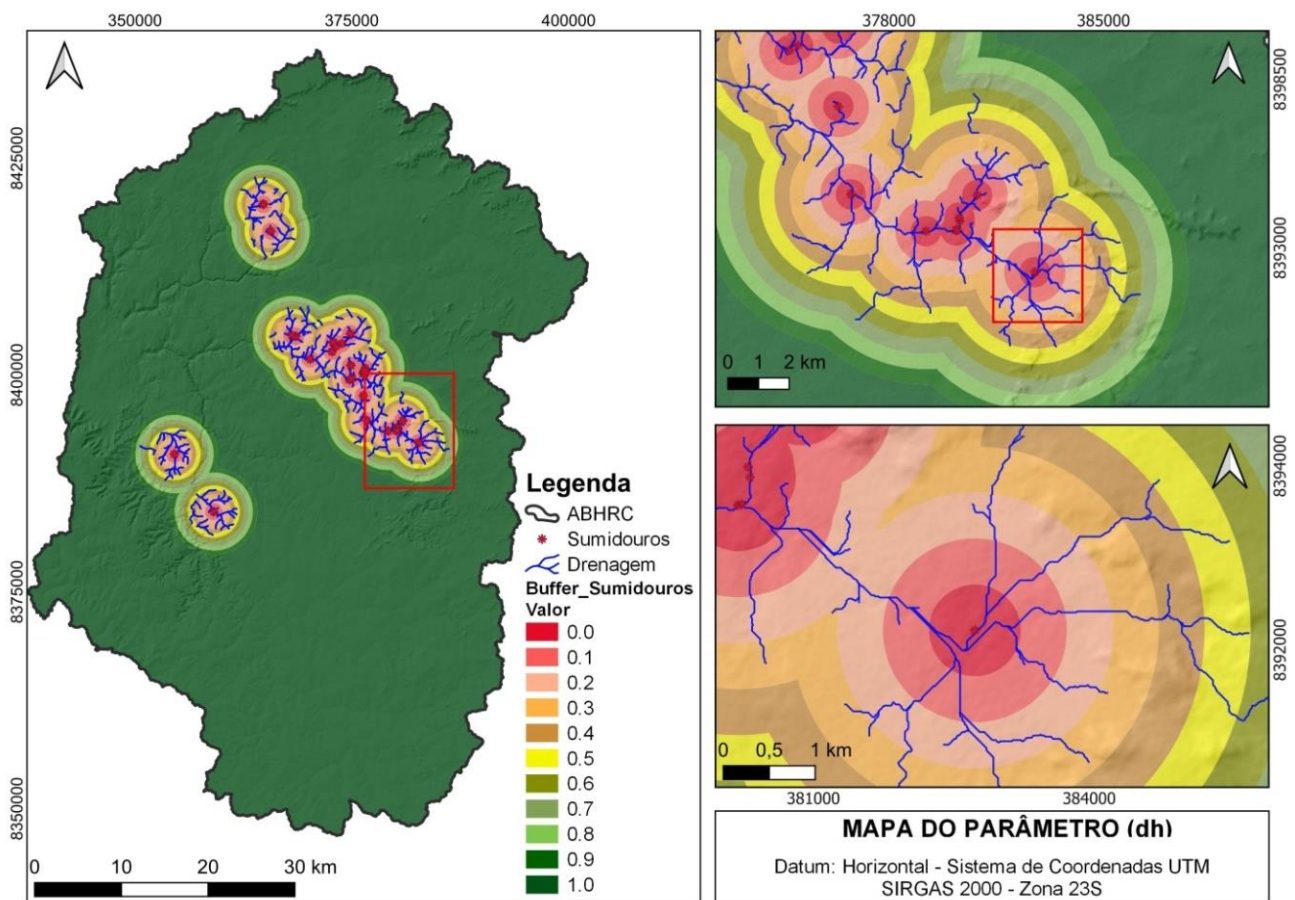 350000 375000 400000
8425000
8400000
8375000
8350000
Legenda
ABHRC
Sumidouros
Drenagem
Buffer_Sumidouros
Valor
0.0
0.1
0.2
0.3
0.4
0.5
0.6
0.7
0.8
0.9
1.0
0 10 20 30 km
378000 385000
8398500
8393000
0 1 2 km
8394000
8392000
0 0,5 1 km
381000 384000
MAPA DO PARÂMETRO (dh)
Datum: Horizontal - Sistema de Coordenadas UTM
SIRGAS 2000 - Zona 23S